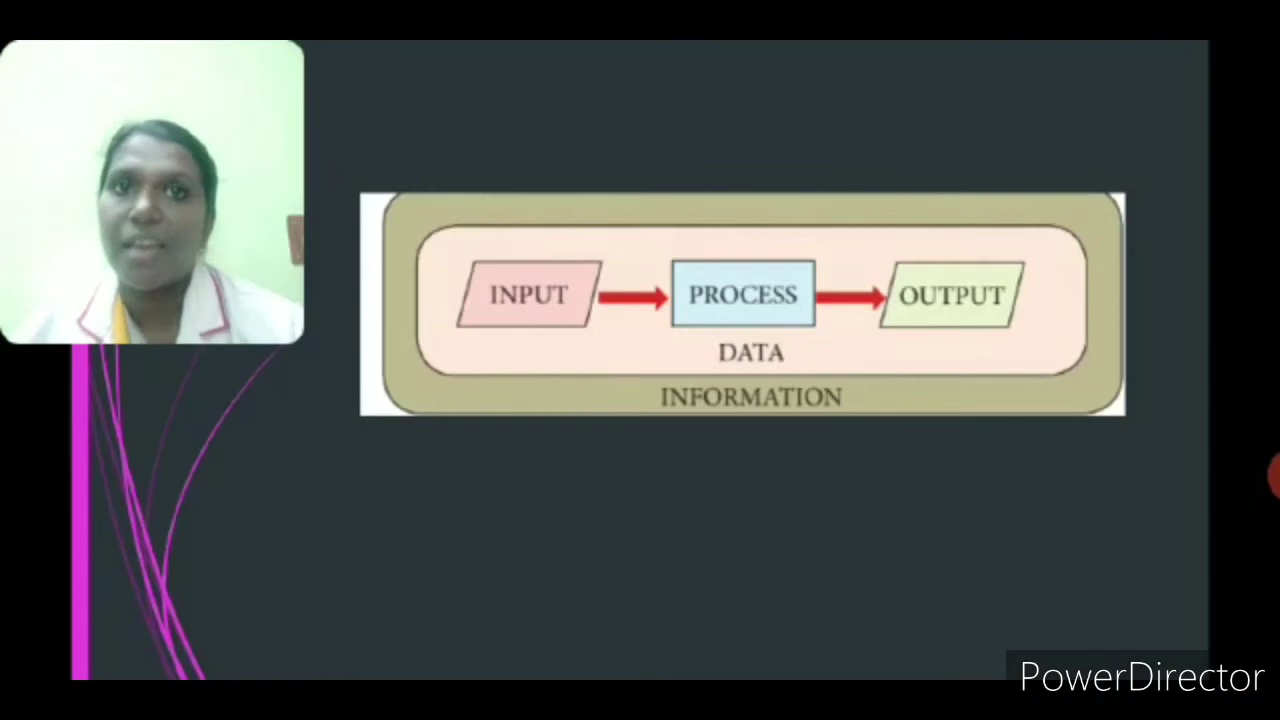 INPUT
PROCESS
OUTPUT
DATA
INFORMATION
PowerDirector